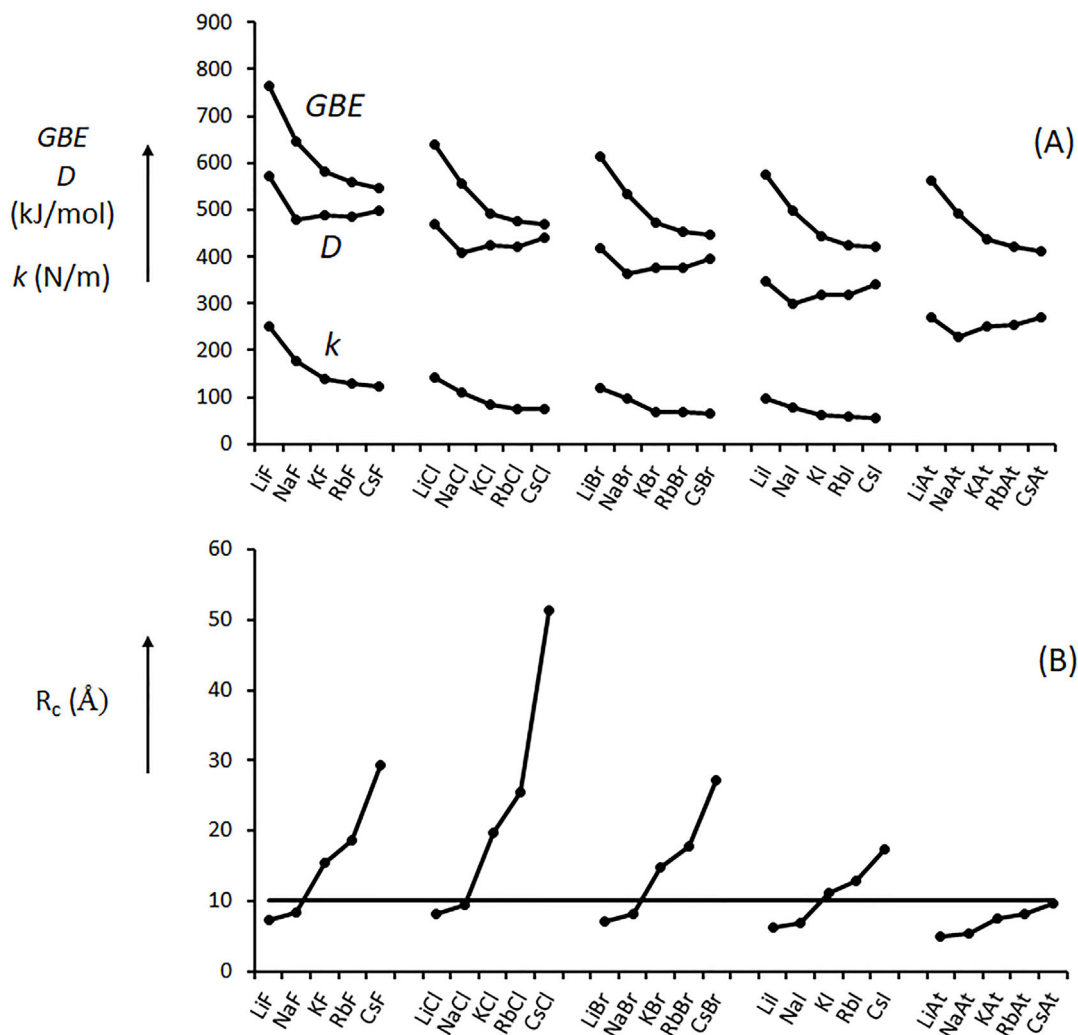 900
800
700
600
500
400
300
200
100
0
GBE
D
(kJ/mol)
k (N/m)
GBE
D
k
(A)
LiF NaF KF RbF CsF LiCl NaCl KCl RbCl CsCl LiBr NaBr KBr RbBr CsBr LiI NaI KI RbI CsI LiAt NaAt KAt RbAt CsAt
60
50
40
30
20
10
0
Rc (Å)
(B)
LiF NaF KF RbF CsF LiCl NaCl KCl RbCl CsCl LiBr NaBr KBr RbBr CsBr LiI NaI KI RbI CsI LiAt NaAt KAt RbAt CsAt